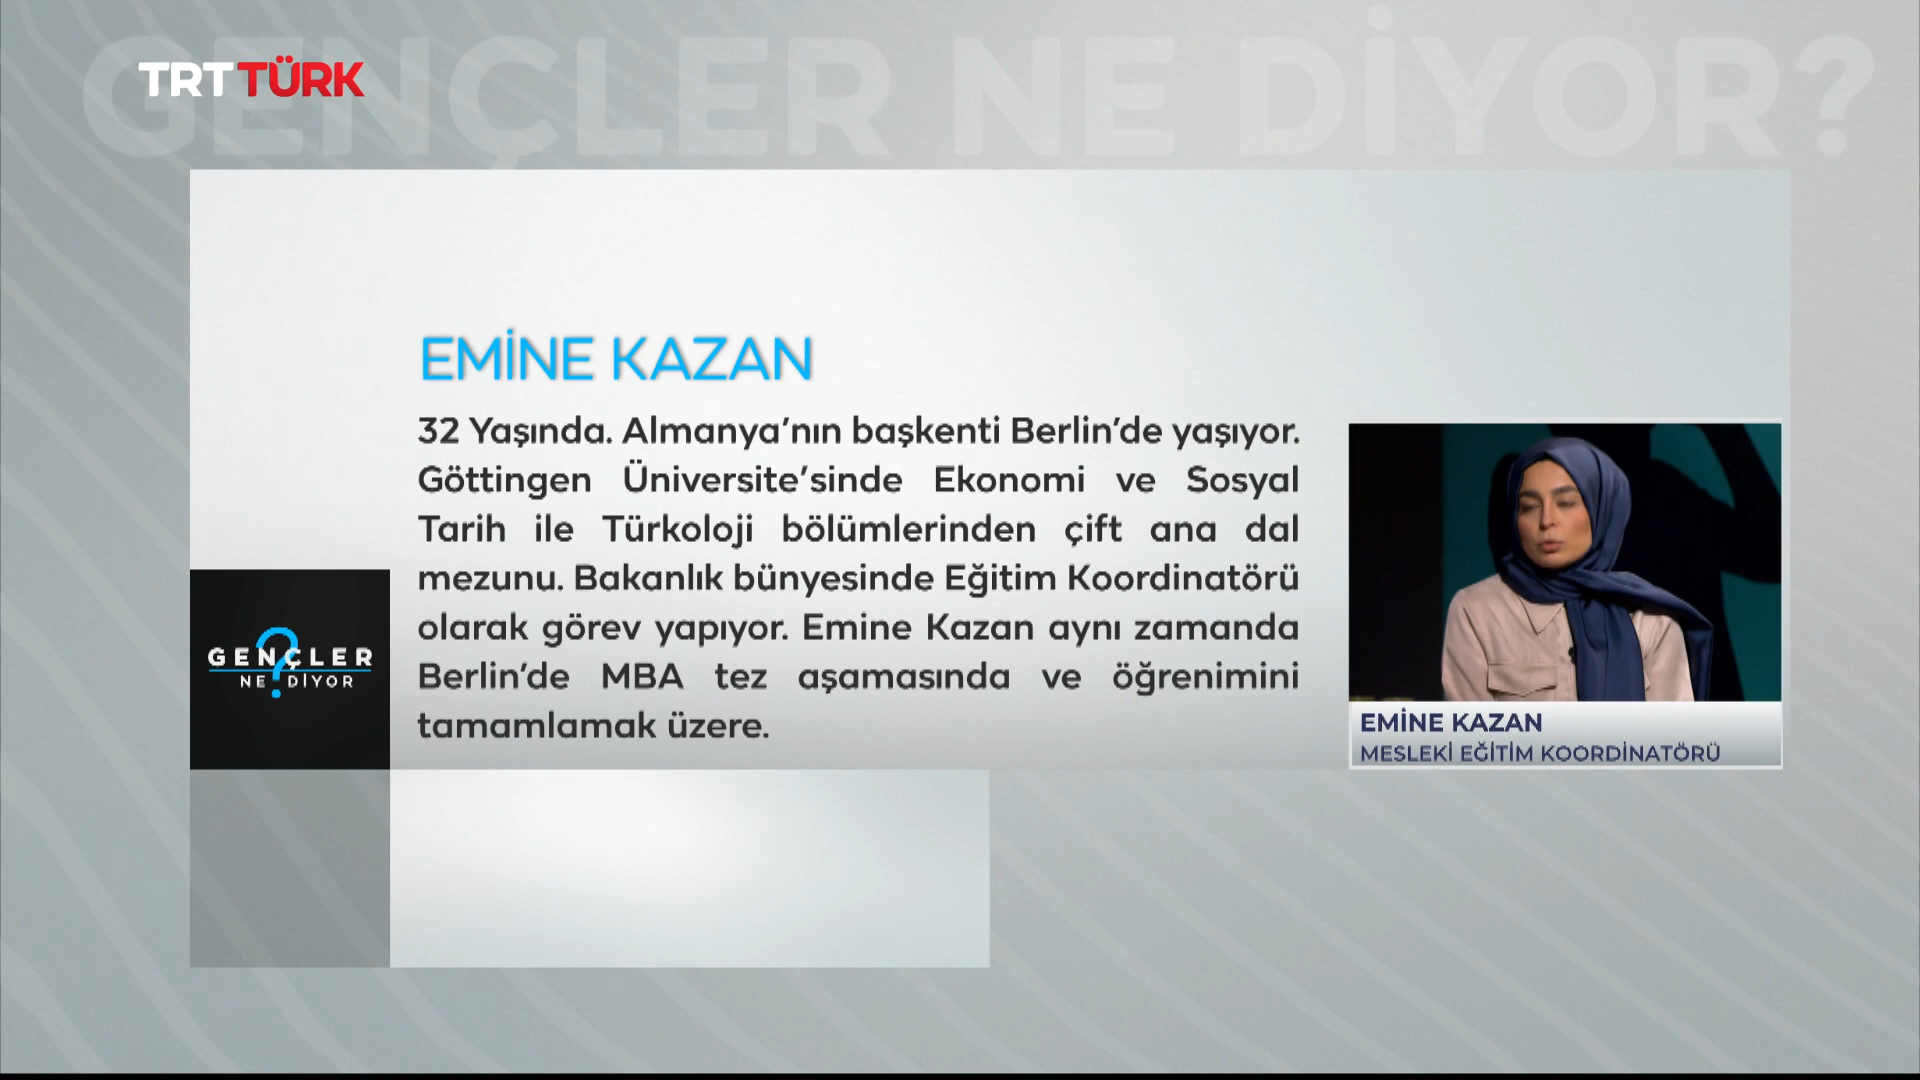 GENÇLER NE DİYOR?
TRT TÜRK
EMİNE KAZAN
32 Yaşında. Almanya’nın başkenti Berlin’de yaşıyor.
Göttingen Üniversite’sinde Ekonomi ve Sosyal
Tarih ile Türkoloji bölümlerinden çift ana dal
mezunu. Bakanlık bünyesinde Eğitim Koordinatörü
olarak görev yapıyor. Emine Kazan aynı zamanda
Berlin’de MBA tez aşamasında ve öğrenimini
tamamlamak üzere.
GENÇLER
NE ? DİYOR
EMİNE KAZAN
MESLEKİ EĞİTİM KOORDİNATÖRÜ